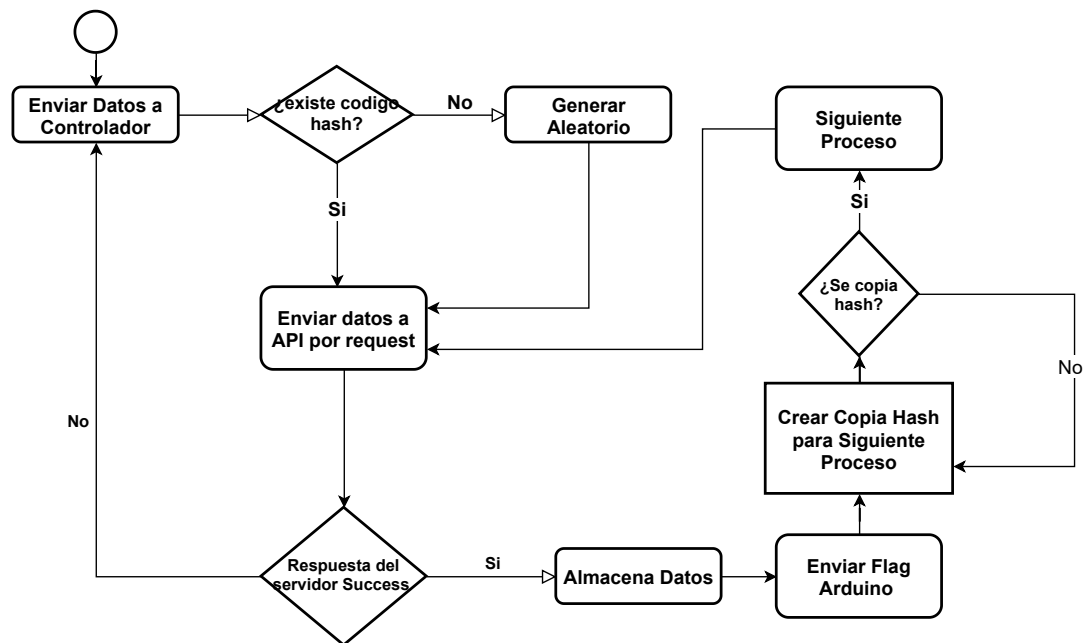 Enviar Datos a
Controlador
¿existe codigo
hash?
No
Generar
Aleatorio
Siguiente
Proceso
Si
Si
¿Se copia
hash?
No
Enviar datos a
API por request
Crear Copia Hash
para Siguiente
Proceso
No
Respuesta del
servidor Success
Si
Almacena Datos
Enviar Flag
Arduino